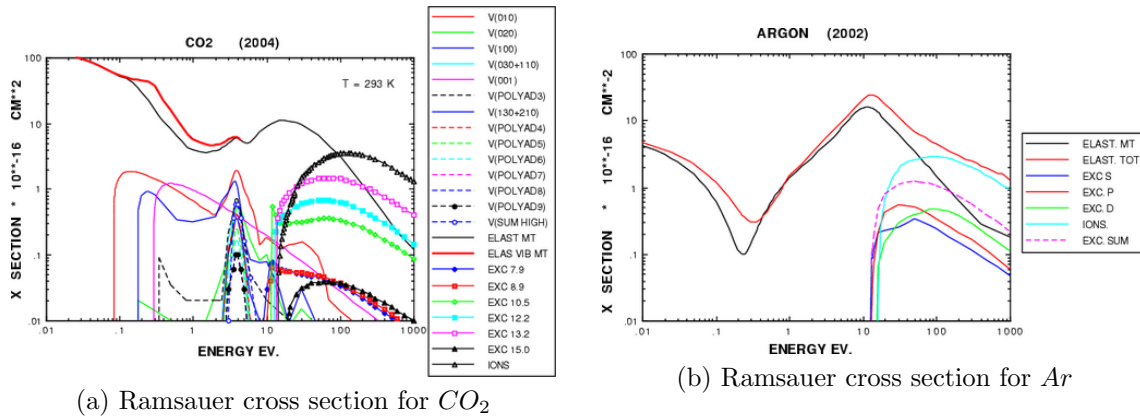 CO2 (2004)
X SECTION * 10**-16 CM**2
100
10
1
.1
.01
T = 293 K
.01 .1 1 10 100 1000
ENERGY EV.
V(010)
V(020)
V(100)
V(030+110)
V(001)
V(POLYAD3)
V(130+210)
V(POLYAD4)
V(POLYAD5)
V(POLYAD6)
V(POLYAD7)
V(POLYAD8)
V(POLYAD9)
V(SUM HIGH)
ELAST MT
ELAS VIB MT
EXC 7.9
EXC 8.9
EXC 10.5
EXC 12.2
EXC 13.2
EXC 15.0
IONS
(a) Ramsauer cross section for CO₂
ARGON (2002)
X SECTION * 10**-16 CM**-2
100
10
1
.1
.01
.01 .1 1 10 100 1000
ENERGY EV.
ELAST. MT
ELAST. TOT
EXC S
EXC. P
EXC. D
IONS.
EXC. SUM
(b) Ramsauer cross section for Ar